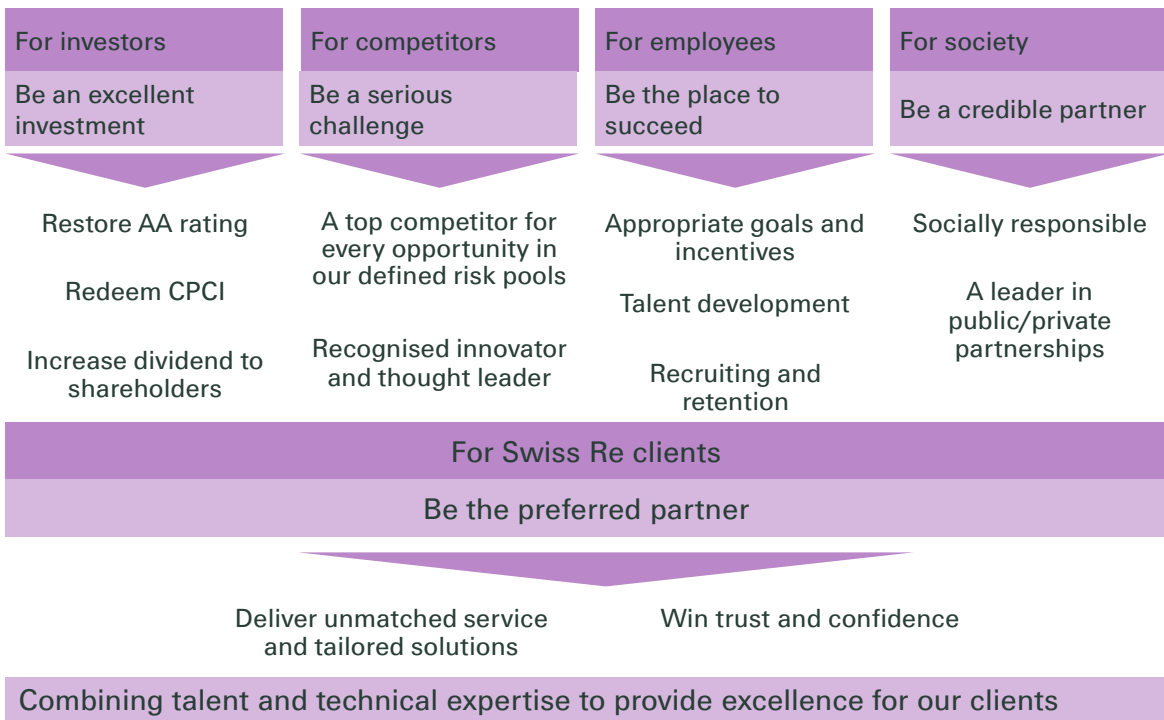 For investors
Be an excellent
investment
Restore AA rating
Redeem CPCI
Increase dividend to
shareholders
For competitors
Be a serious
challenge
A top competitor for
every opportunity in
our defined risk pools
Recognised innovator
and thought leader
For employees
Be the place to
succeed
Appropriate goals and
incentives
Talent development
Recruiting and
retention
For society
Be a credible partner
Socially responsible
A leader in
public/private
partnerships
For Swiss Re clients
Be the preferred partner
Deliver unmatched service
and tailored solutions
Win trust and confidence
Combining talent and technical expertise to provide excellence for our clients